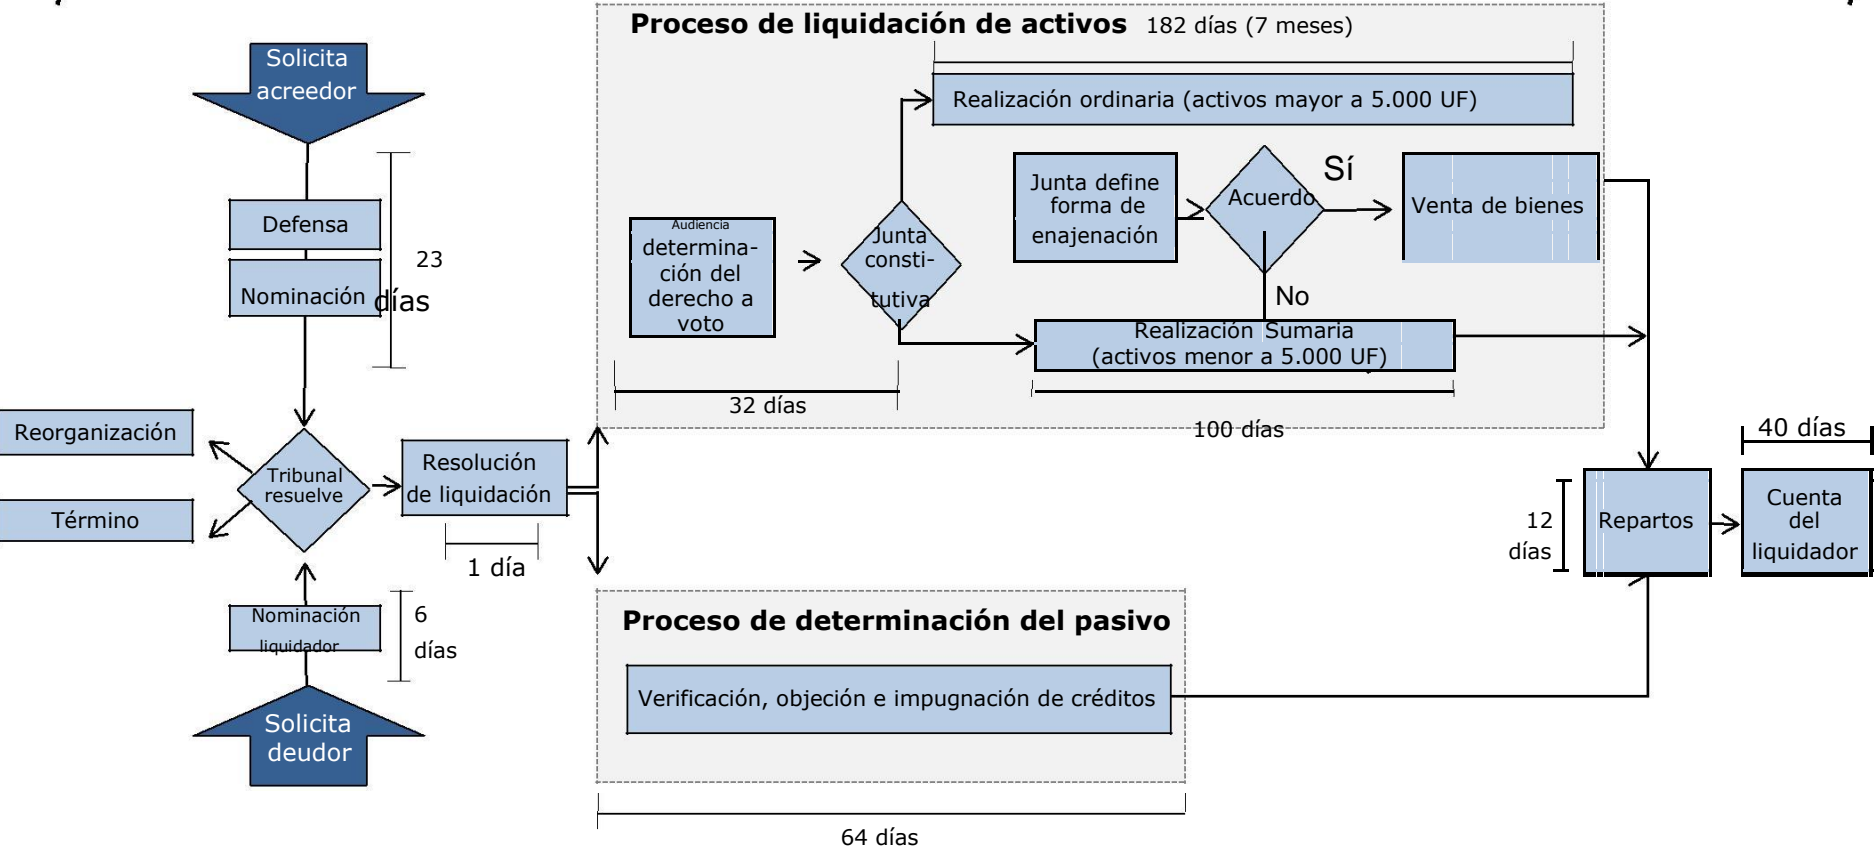 Proceso de liquidación de activos 182 días (7 meses)
Solicita
acreedor
Realización ordinaria (activos mayor a 5.000 UF)
Defensa
Nominación
23
días
Audiencia
determina-
ción del
derecho a
voto
Junta
consti-
tutiva
Junta define
forma de
enajenación
Acuerdo
Sí
Venta de bienes
No
Realización Sumaria
(activos menor a 5.000 UF)
32 días
100 días
Reorganización
Término
Tribunal
resuelve
Resolución
de liquidación
1 día
40 días
12
días
Repartos
Cuenta
del
liquidador
Nominación
liquidador
6
días
Proceso de determinación del pasivo
Verificación, objeción e impugnación de créditos
Solicita
deudor
64 días